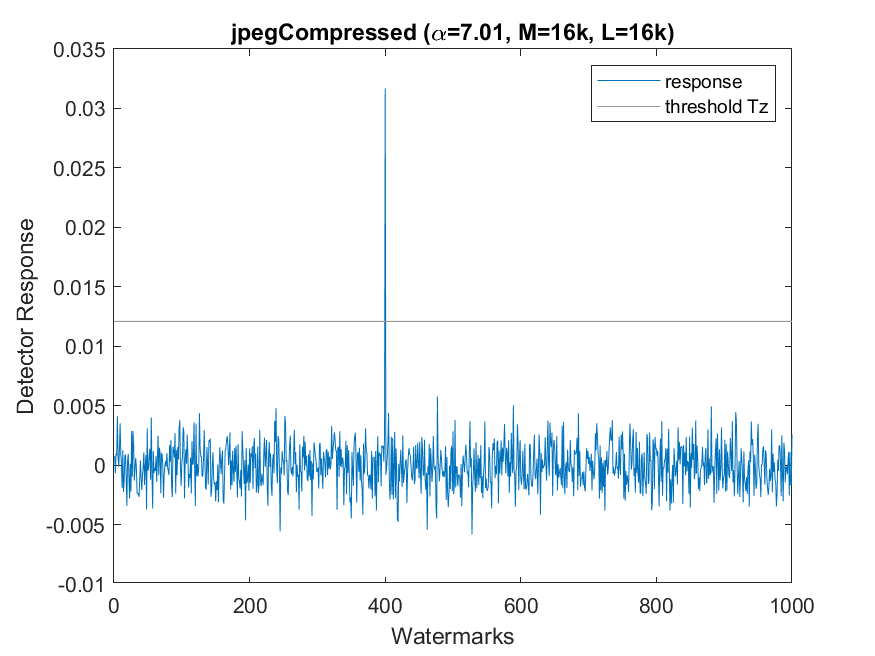 jpegCompressed (α=7.01, M=16k, L=16k)
response
threshold Tz
0.035
0.03
0.025
0.02
0.015
0.01
0.005
0
-0.005
-0.01
Detector Response
0 200 400 600 800 1000
Watermarks